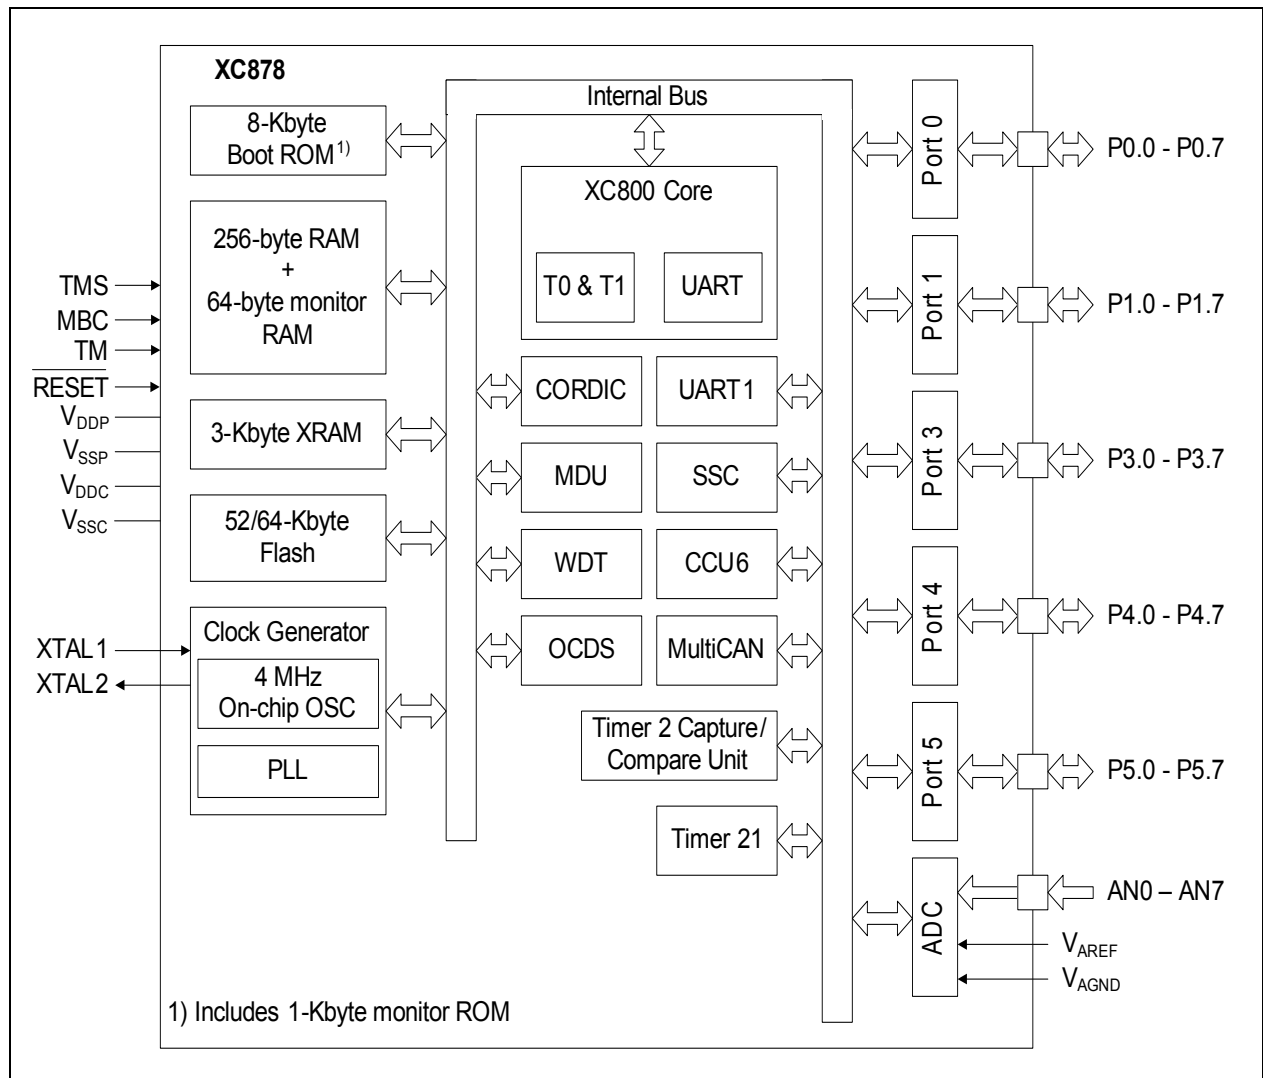 XC878
Internal Bus
8-Kbyte
Boot ROM1)
256-byte RAM
+
64-byte monitor
RAM
3-Kbyte XRAM
52/64-Kbyte
Flash
Clock Generator
4 MHz
On-chip OSC
PLL
TMS
MBC
TM
RESET
VDDP
VSSP
VDDC
VSSC
XTAL1
XTAL2
XC800 Core
T0 & T1
UART
CORDIC
UART1
MDU
SSC
WDT
CCU6
OCDS
MultiCAN
Timer 2 Capture/
Compare Unit
Timer 21
Port 0
P0.0 - P0.7
Port 1
P1.0 - P1.7
Port 3
P3.0 - P3.7
Port 4
P4.0 - P4.7
Port 5
P5.0 - P5.7
ADC
AN0 – AN7
VAREF
VAGND
1) Includes 1-Kbyte monitor ROM